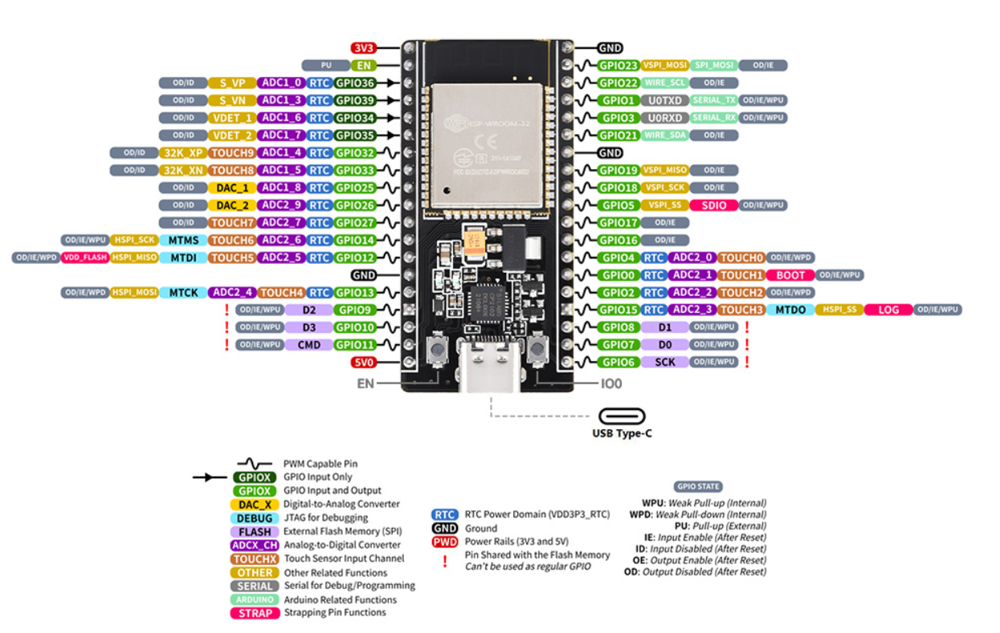 3V3
GND
PU EN
GPIO23 VSPI_MOSI SPI_MOSI OD/IE
OD/ID S_VP ADC1_0 RTC GPIO36
GPIO22 WIRE_SCL OD/IE
OD/ID S_VN ADC1_3 RTC GPIO39
GPIO1 U0TXD SERIAL_TX OD/IE/WPU
OD/ID VDET_1 ADC1_6 RTC GPIO34
GPIO3 U0RXD SERIAL_RX OD/IE/WPU
OD/ID VDET_2 ADC1_7 RTC GPIO35
GPIO21 WIRE_SDA OD/IE
OD/ID 32K_XP TOUCH9 ADC1_4 RTC GPIO32
GND
OD/ID 32K_XN TOUCH8 ADC1_5 RTC GPIO33
GPIO19 VSPI_MISO OD/IE
OD/ID DAC_1 ADC1_8 RTC GPIO25
GPIO18 VSPI_SCK OD/IE
OD/ID DAC_2 ADC2_9 RTC GPIO26
GPIO5 VSPI_SS SDIO OD/IE/WPU
OD/ID TOUCH7 ADC2_7 RTC GPIO27
GPIO17 OD/IE
OD/IE/WPU HSPI_SCK MTMS TOUCH6 ADC2_6 RTC GPIO14
GPIO16 OD/IE
OD/IE/WPD VDD_FLASH HSPI_MISO MTDI TOUCH5 ADC2_5 RTC GPIO12
GPIO4 RTC ADC2_0 TOUCH0 OD/IE/WPD
GND
GPIO0 RTC ADC2_1 TOUCH1 BOOT OD/IE/WPU
OD/IE/WPD HSPI_MOSI MTCK ADC2_4 TOUCH4 RTC GPIO13
GPIO2 RTC ADC2_2 TOUCH2 OD/IE/WPD
! OD/IE/WPU D2 GPIO9
GPIO15 RTC ADC2_3 TOUCH3 MTDO HSPI_SS LOG OD/IE/WPU
! OD/IE/WPU D3 GPIO10
GPIO8 D1 OD/IE/WPU !
! OD/IE/WPU CMD GPIO11
GPIO7 D0 OD/IE/WPU !
5V0
GPIO6 SCK OD/IE/WPU !
EN
IO0
ESP-WROOM-32
CE
USB Type-C
PWM Capable Pin
GPIOX GPIO Input Only
GPIOX GPIO Input and Output
DAC_X Digital-to-Analog Converter
DEBUG JTAG for Debugging
FLASH External Flash Memory (SPI)
ADCX_CH Analog-to-Digital Converter
TOUCHX Touch Sensor Input Channel
OTHER Other Related Functions
SERIAL Serial for Debug/Programming
ARDUINO Arduino Related Functions
STRAP Strapping Pin Functions
RTC RTC Power Domain (VDD3P3_RTC)
GND Ground
PWD Power Rails (3V3 and 5V)
! Pin Shared with the Flash Memory
Can't be used as regular GPIO
GPIO STATE
WPU: Weak Pull-up (Internal)
WPD: Weak Pull-down (Internal)
PU: Pull-up (External)
IE: Input Enable (After Reset)
ID: Input Disabled (After Reset)
OE: Output Enable (After Reset)
OD: Output Disabled (After Reset)